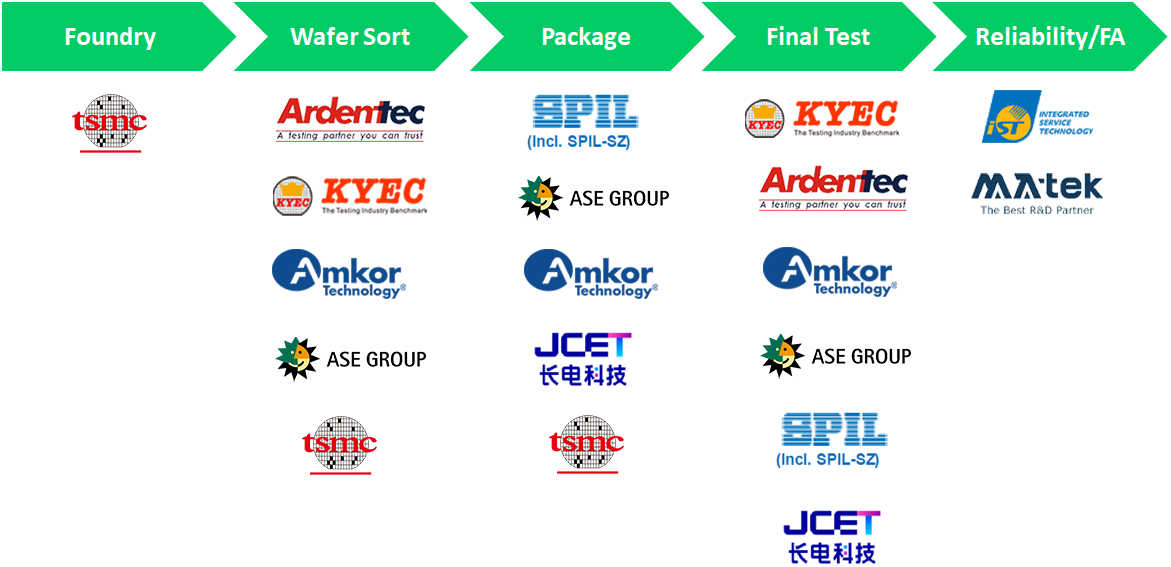 Foundry
Wafer Sort
Package
Final Test
Reliability/FA
tsmc
Ardentec
A testing partner you can trust
KYEC
KYEC
The Testing Industry Benchmark
Amkor
Technology®
ASE GROUP
tsmc
SPIL
(Incl. SPIL-SZ)
ASE GROUP
Amkor
Technology®
JCET
长电科技
tsmc
KYEC
KYEC
The Testing Industry Benchmark
Ardentec
A testing partner you can trust
Amkor
Technology®
ASE GROUP
SPIL
(Incl. SPIL-SZ)
JCET
长电科技
iST
INTEGRATED
SERVICE
TECHNOLOGY
MA-tek
The Best R&D Partner